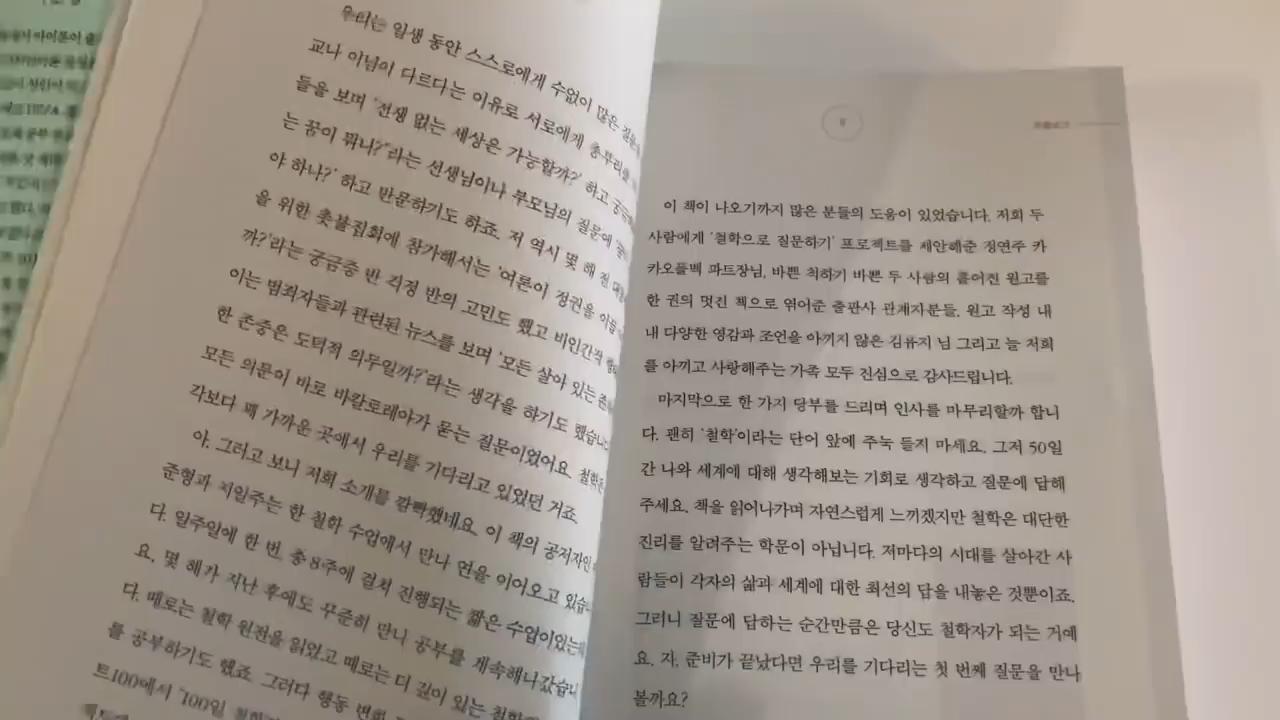 우리는 일생 동안 스스로에게 수없이 많은
교나 이념이 다르다는 이유로 서로에게 총부리를
들을 보며 '전쟁 없는 세상은 가능할까?' 하고
는 꿈이 뭐니?"라는 선생님이나 부모님의 질문에
야 하나?' 하고 반문하기도 하죠. 저 역시 몇 해 전
을 위한 촛불집회에 참가해서는 '여론이 정권을 이끌
까?'라는 궁금증 반 걱정 반의 고민도 했고 비인간적
이는 범죄자들과 관련된 뉴스를 보며 '모든 살아 있는
한 존중은 도덕적 의무일까?'라는 생각을 하기도 했습니다
모든 의문이 바로 바칼로레아가 묻는 질문이었어요. 철학은
각보다 꽤 가까운 곳에서 우리를 기다리고 있었던 거죠.
아, 그러고 보니 저희 소개를 깜빡했네요. 이 책의 공저자인
준형과 지일주는 한 철학 수업에서 만나 연을 이어오고 있습니
다. 일주일에 한 번, 총 8주에 걸쳐 진행되는 짧은 수업이었는데
요, 몇 해가 지난 후에도 꾸준히 만나 공부를 계속해나갔습니
다. 때로는 철학 원전을 읽었고 때로는 더 깊이 있는
를 공부하기도 했죠. 그러다 행동 변화
트100에서 '100일
이 책이 나오기까지 많은 분들의 도움이 있었습니다. 저희 두
사람에게 '철학으로 질문하기' 프로젝트를 제안해준 정연주 카
카오플백 파트장님, 바쁜 척하기 바쁜 두 사람의 흩어진 원고를
한 권의 멋진 책으로 엮어준 출판사 관계자분들, 원고 작성 내
내 다양한 영감과 조언을 아끼지 않은 김유지 님 그리고 늘 저희
를 아끼고 사랑해주는 가족 모두 진심으로 감사드립니다.
마지막으로 한 가지 당부를 드리며 인사를 마무리할까 합니
다. 괜히 '철학'이라는 단어 앞에 주눅 들지 마세요. 그저 50일
간 나와 세계에 대해 생각해보는 기회로 생각하고 질문에 답해
주세요. 책을 읽어나가며 자연스럽게 느끼겠지만 철학은 대단한
진리를 알려주는 학문이 아닙니다. 저마다의 시대를 살아간 사
람들이 각자의 삶과 세계에 대한 최선의 답을 내놓은 것뿐이죠.
그러니 질문에 답하는 순간만큼은 당신도 철학자가 되는 거예
요. 자, 준비가 끝났다면 우리를 기다리는 첫 번째 질문을 만나
볼까요?